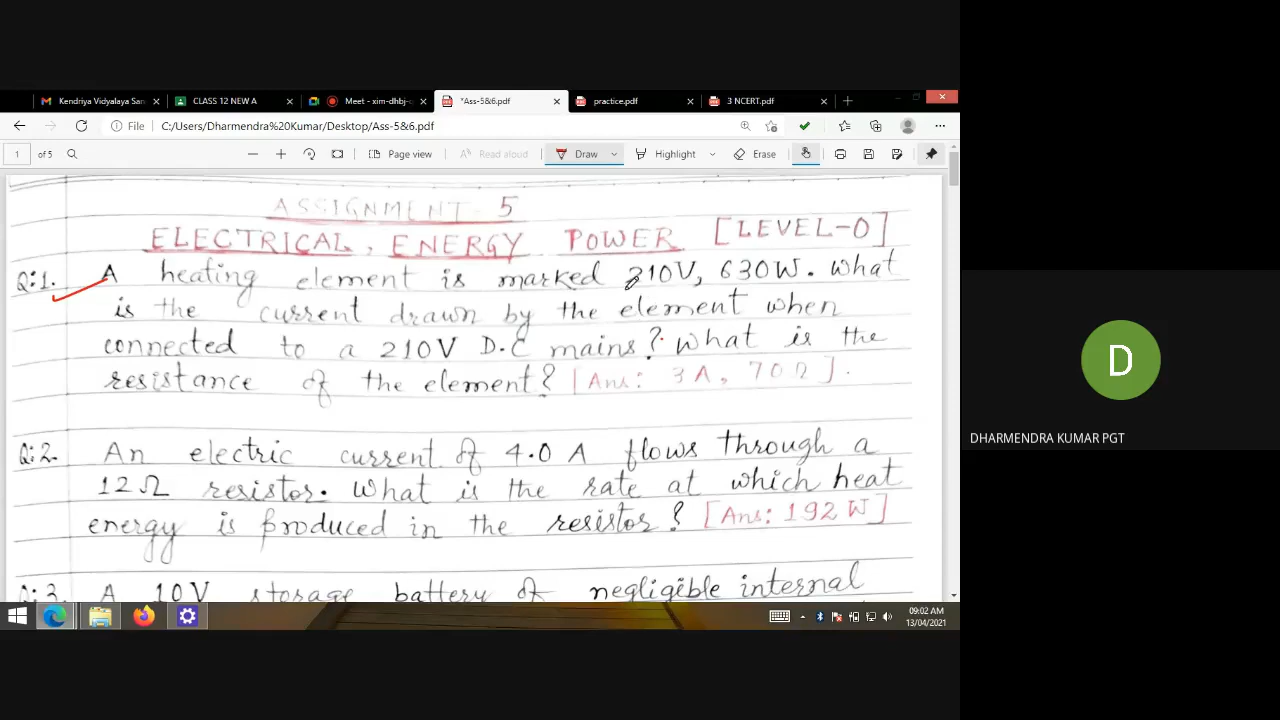 Kendriya Vidyalaya San
CLASS 12 NEW A
Meet - xim-dhbj-
*Ass-5&6.pdf
practice.pdf
3 NCERT.pdf
File
C:/Users/Dharmendra%20Kumar/Desktop/Ass-5&6.pdf
1 of 5
Page view
Read aloud
Draw
Highlight
Erase
ASSIGNMENT - 5
ELECTRICAL, ENERGY POWER [LEVEL-0]
Q:1. A heating element is marked 210V, 630W. What
is the current drawn by the element when
connected to a 210V D.C mains? What is the
resistance of the element? [Ans: 3A, 70Ω].
Q:2. An electric current of 4.0 A flows through a
12Ω resistor. What is the rate at which heat
energy is produced in the resistor? [Ans: 192 W]
Q:3. A 10V storage battery of negligible internal
09:02 AM
13/04/2021
D
DHARMENDRA KUMAR PGT